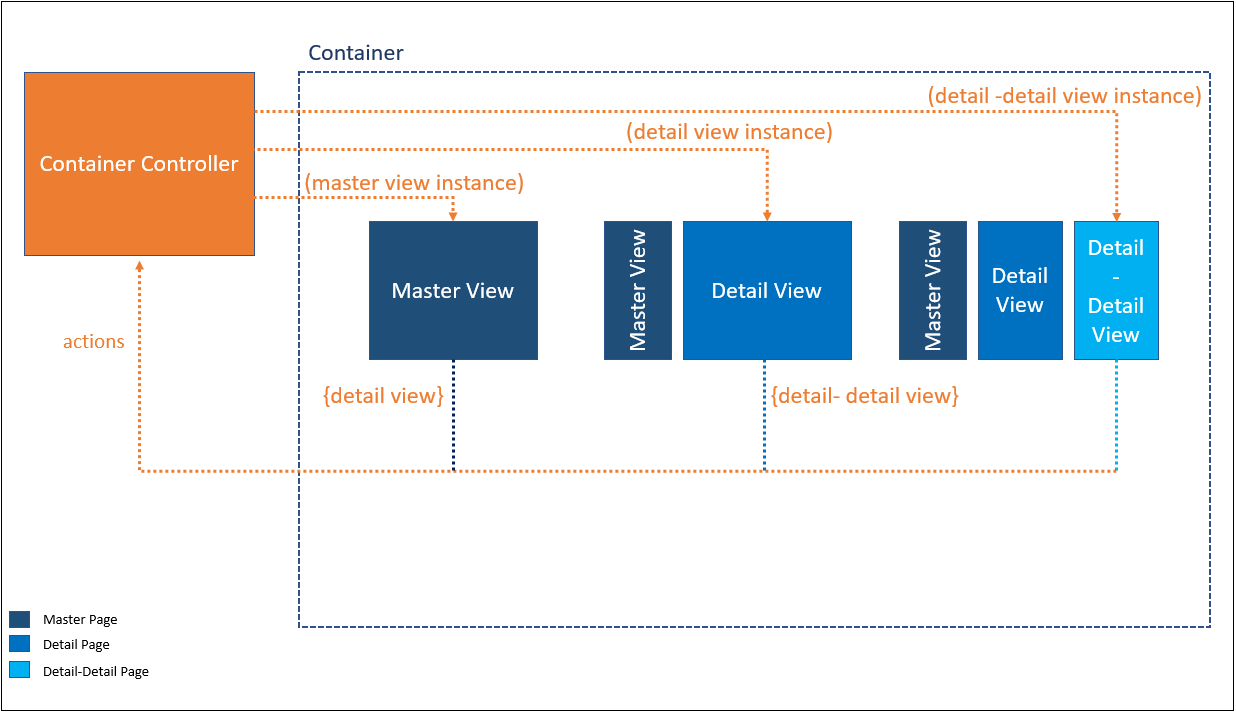 Container
(detail -detail view instance)
(detail view instance)
Container Controller
(master view instance)
Master View
Master View
Detail View
Master View
Detail
View
Detail
-
Detail
View
actions
{detail view}
{detail- detail view}
Master Page
Detail Page
Detail-Detail Page